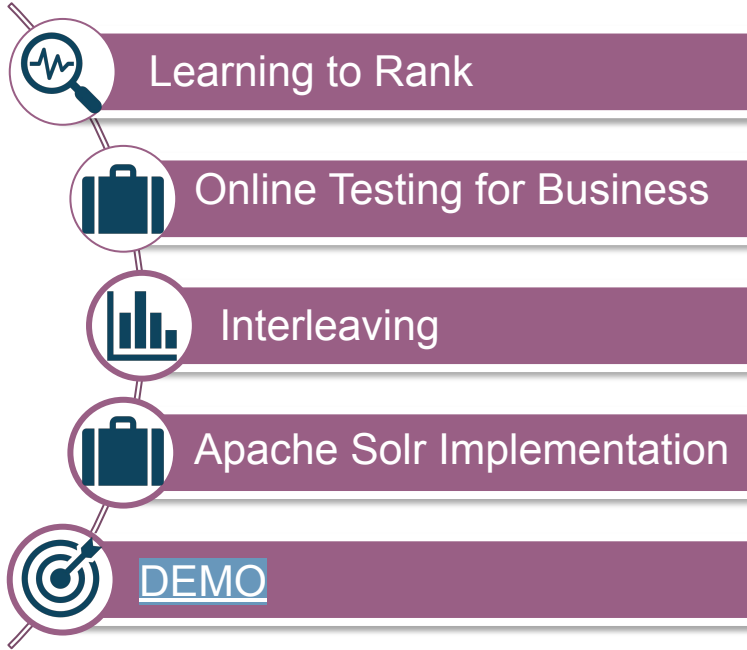 Learning to Rank
Online Testing for Business
Interleaving
Apache Solr Implementation
DEMO